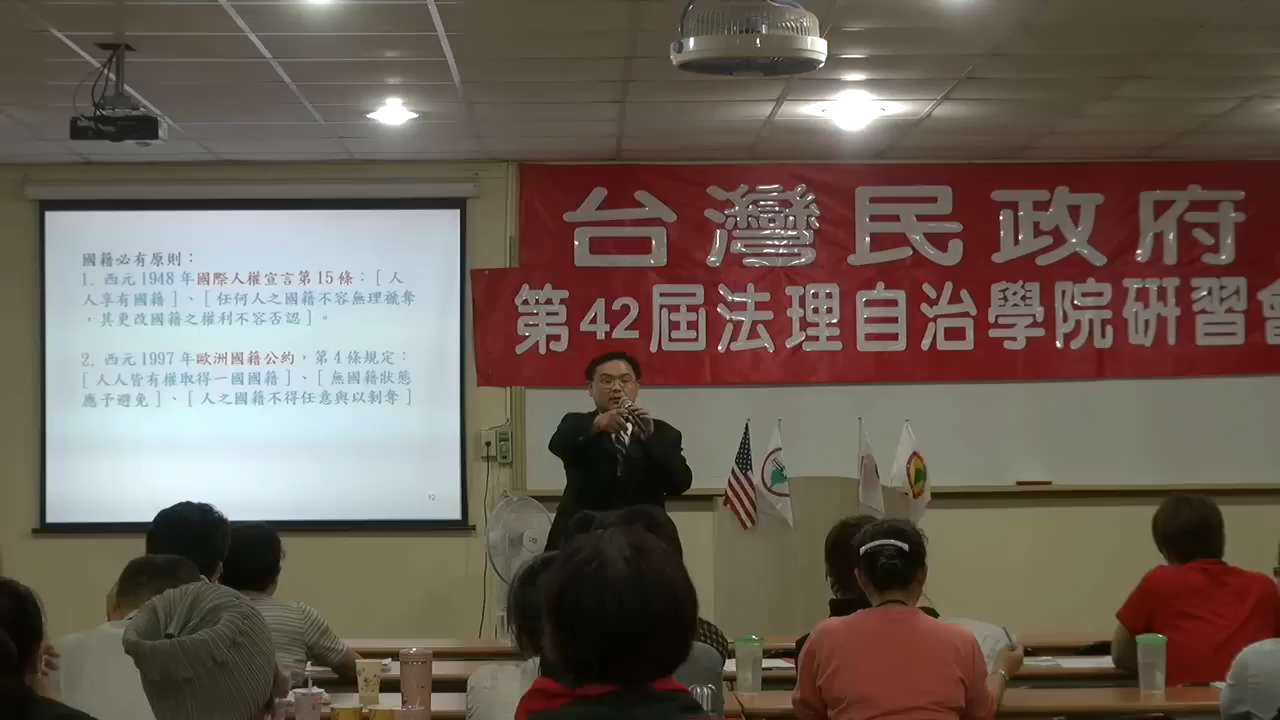 國籍必有原則：
1. 西元1948年國際人權宣言第15條：［人
人享有國籍］、［任何人之國籍不容無理褫奪
，其更改國籍之權利不容否認］。
2. 西元1997年歐洲國籍公約，第4條規定：
［人人皆有權取得一國國籍］、［無國籍狀態
應予避免］、［人之國籍不得任意與以剝奪］
12
台灣民政府
第42屆法理自治學院研習會